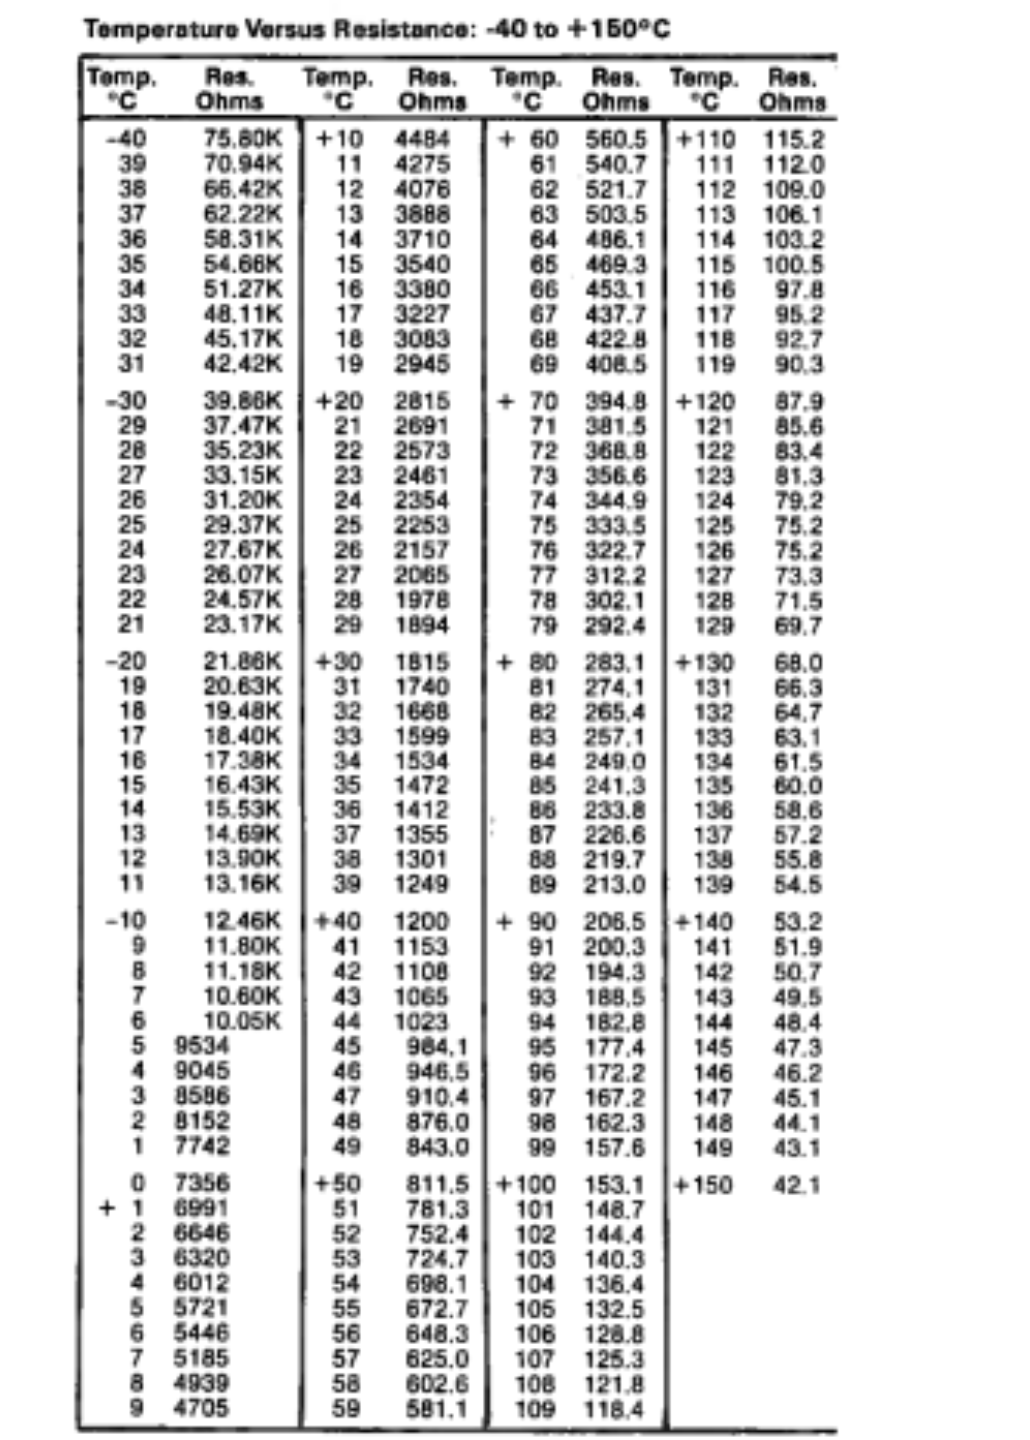 Temperature Versus Resistance: -40 to +150°C
Temp. °C Res. Ohms Temp. °C Res. Ohms Temp. °C Res. Ohms Temp. °C Res. Ohms
-40 75.80K +10 4484 + 60 560.5 +110 115.2
39 70.94K 11 4275 61 540.7 111 112.0
38 66.42K 12 4076 62 521.7 112 109.0
37 62.22K 13 3888 63 503.5 113 106.1
36 58.31K 14 3710 64 486.1 114 103.2
35 54.66K 15 3540 65 469.3 115 100.5
34 51.27K 16 3380 66 453.1 116 97.8
33 48.11K 17 3227 67 437.7 117 95.2
32 45.17K 18 3083 68 422.8 118 92.7
31 42.42K 19 2945 69 408.5 119 90.3
-30 39.86K +20 2815 + 70 394.8 +120 87.9
29 37.47K 21 2691 71 381.5 121 85.6
28 35.23K 22 2573 72 368.8 122 83.4
27 33.15K 23 2461 73 356.6 123 81.3
26 31.20K 24 2354 74 344.9 124 79.2
25 29.37K 25 2253 75 333.5 125 75.2
24 27.67K 26 2157 76 322.7 126 75.2
23 26.07K 27 2065 77 312.2 127 73.3
22 24.57K 28 1978 78 302.1 128 71.5
21 23.17K 29 1894 79 292.4 129 69.7
-20 21.86K +30 1815 + 80 283.1 +130 68.0
19 20.63K 31 1740 81 274.1 131 66.3
18 19.48K 32 1668 82 265.4 132 64.7
17 18.40K 33 1599 83 257.1 133 63.1
16 17.38K 34 1534 84 249.0 134 61.5
15 16.43K 35 1472 85 241.3 135 60.0
14 15.53K 36 1412 86 233.8 136 58.6
13 14.69K 37 1355 87 226.6 137 57.2
12 13.90K 38 1301 88 219.7 138 55.8
11 13.16K 39 1249 89 213.0 139 54.5
-10 12.46K +40 1200 + 90 206.5 +140 53.2
9 11.80K 41 1153 91 200.3 141 51.9
8 11.18K 42 1108 92 194.3 142 50.7
7 10.60K 43 1065 93 188.5 143 49.5
6 10.05K 44 1023 94 182.8 144 48.4
5 9534 45 984.1 95 177.4 145 47.3
4 9045 46 946.5 96 172.2 146 46.2
3 8586 47 910.4 97 167.2 147 45.1
2 8152 48 876.0 98 162.3 148 44.1
1 7742 49 843.0 99 157.6 149 43.1
0 7356 +50 811.5 +100 153.1 +150 42.1
+ 1 6991 51 781.3 101 148.7
2 6646 52 752.4 102 144.4
3 6320 53 724.7 103 140.3
4 6012 54 698.1 104 136.4
5 5721 55 672.7 105 132.5
6 5446 56 648.3 106 128.8
7 5185 57 625.0 107 125.3
8 4939 58 602.6 108 121.8
9 4705 59 581.1 109 118.4